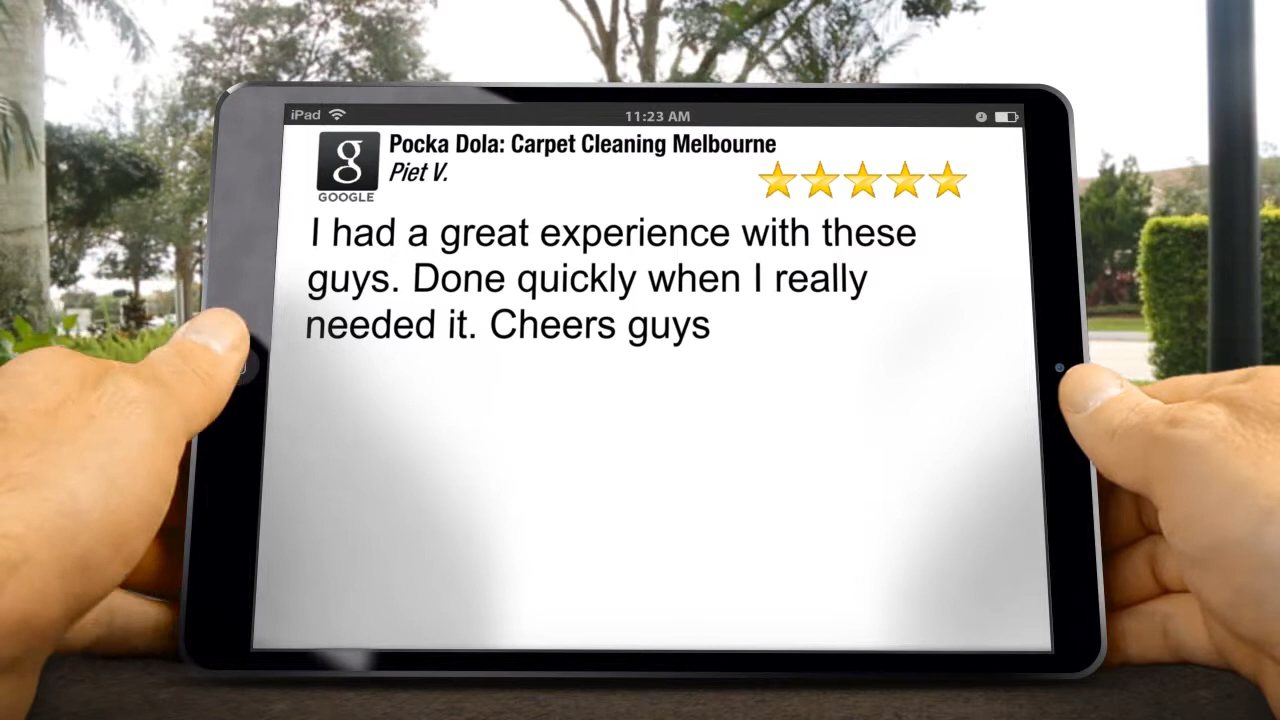 iPad 11:23 AM
g
GOOGLE
Pocka Dola: Carpet Cleaning Melbourne
Piet V.
I had a great experience with these
guys. Done quickly when I really
needed it. Cheers guys